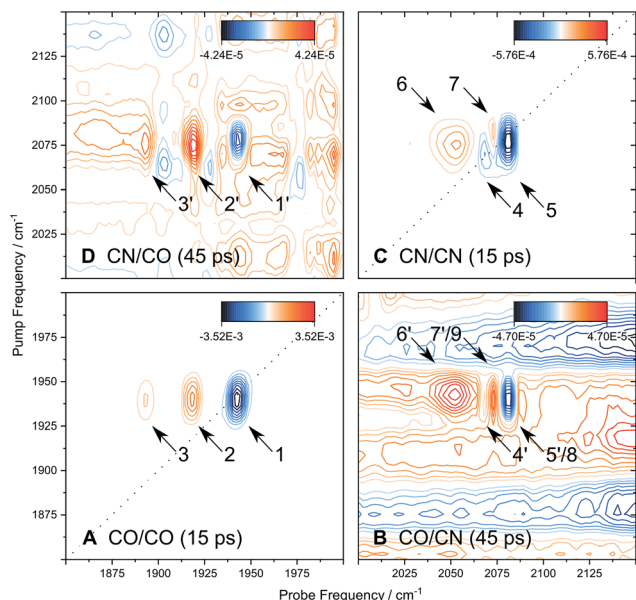 2125
2100
2075
2050
2025
-4.24E-5 4.24E-5
3' 2' 1'
D CN/CO (45 ps)
-5.76E-4 5.76E-4
6 7
4 5
C CN/CN (15 ps)
Pump Frequency / cm-1
1975
1950
1925
1900
1875
-3.52E-3 3.52E-3
3 2 1
A CO/CO (15 ps)
-4.70E-5 4.70E-5
6' 7'/9
4' 5'/8
B CO/CN (45 ps)
1875 1900 1925 1950 1975
2025 2050 2075 2100 2125
Probe Frequency / cm-1